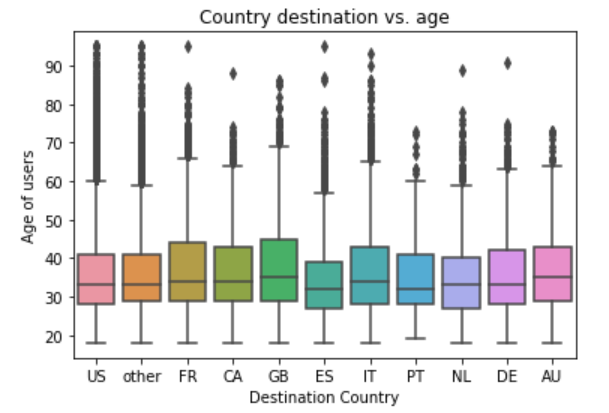 Country destination vs. age
90
80
70
60
50
40
30
20
Age of users
US other FR CA GB ES IT PT NL DE AU
Destination Country